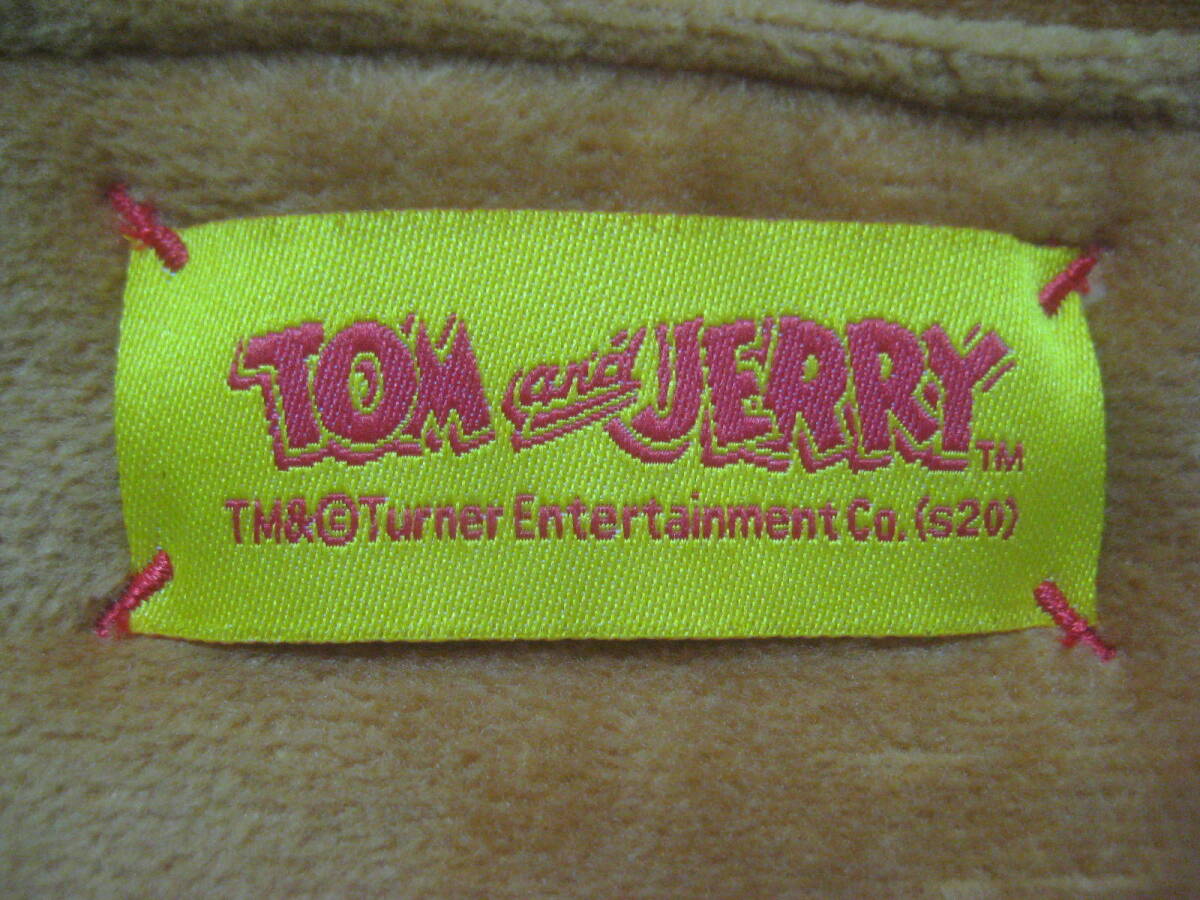 TOM and JERRY TM
TM&©Turner Entertainment Co. (s20)